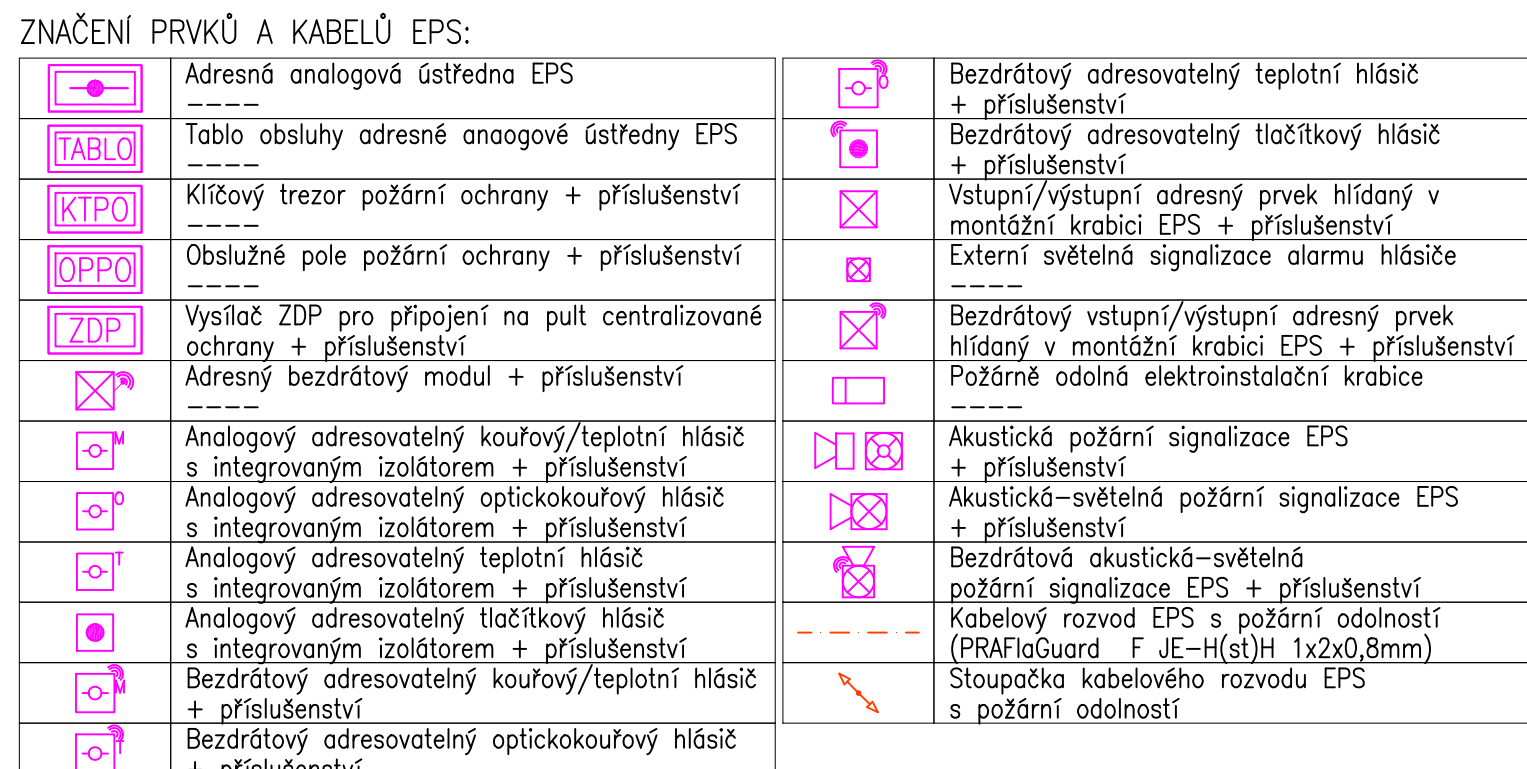 ZNAČENÍ PRVKŮ A KABELŮ EPS:
Adresná analogová ústředna EPS
----
TABLO
Tablo obsluhy adresné anaogové ústředny EPS
----
KTPO
Klíčový trezor požární ochrany + příslušenství
----
OPPO
Obslužné pole požární ochrany + příslušenství
----
ZDP
Vysílač ZDP pro připojení na pult centralizované
ochrany + příslušenství
Adresný bezdrátový modul + příslušenství
----
M
Analogový adresovatelný kouřový/teplotní hlásič
s integrovaným izolátorem + příslušenství
O
Analogový adresovatelný optickokouřový hlásič
s integrovaným izolátorem + příslušenství
T
Analogový adresovatelný teplotní hlásič
s integrovaným izolátorem + příslušenství
Analogový adresovatelný tlačítkový hlásič
s integrovaným izolátorem + příslušenství
M
Bezdrátový adresovatelný kouřový/teplotní hlásič
+ příslušenství
T
Bezdrátový adresovatelný optickokouřový hlásič
+ příslušenství
O
Bezdrátový adresovatelný teplotní hlásič
+ příslušenství
Bezdrátový adresovatelný tlačítkový hlásič
+ příslušenství
Vstupní/výstupní adresný prvek hlídaný v
montážní krabici EPS + příslušenství
Externí světelná signalizace alarmu hlásiče
----
Bezdrátový vstupní/výstupní adresný prvek
hlídaný v montážní krabici EPS + příslušenství
Požárně odolná elektroinstalační krabice
----
Akustická požární signalizace EPS
+ příslušenství
Akustická-světelná požární signalizace EPS
+ příslušenství
Bezdrátová akustická-světelná
požární signalizace EPS + příslušenství
Kabelový rozvod EPS s požární odolností
(PRAFlaGuard F JE-H(st)H 1x2x0,8mm)
Stoupačka kabelového rozvodu EPS
s požární odolností